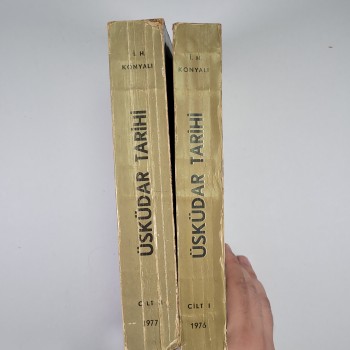 İ. H.
KONYALI
ÜSKÜDAR TARİHİ
CİLT I
1977
İ. H.
KONYALI
ÜSKÜDAR TARİHİ
CİLT I
1976